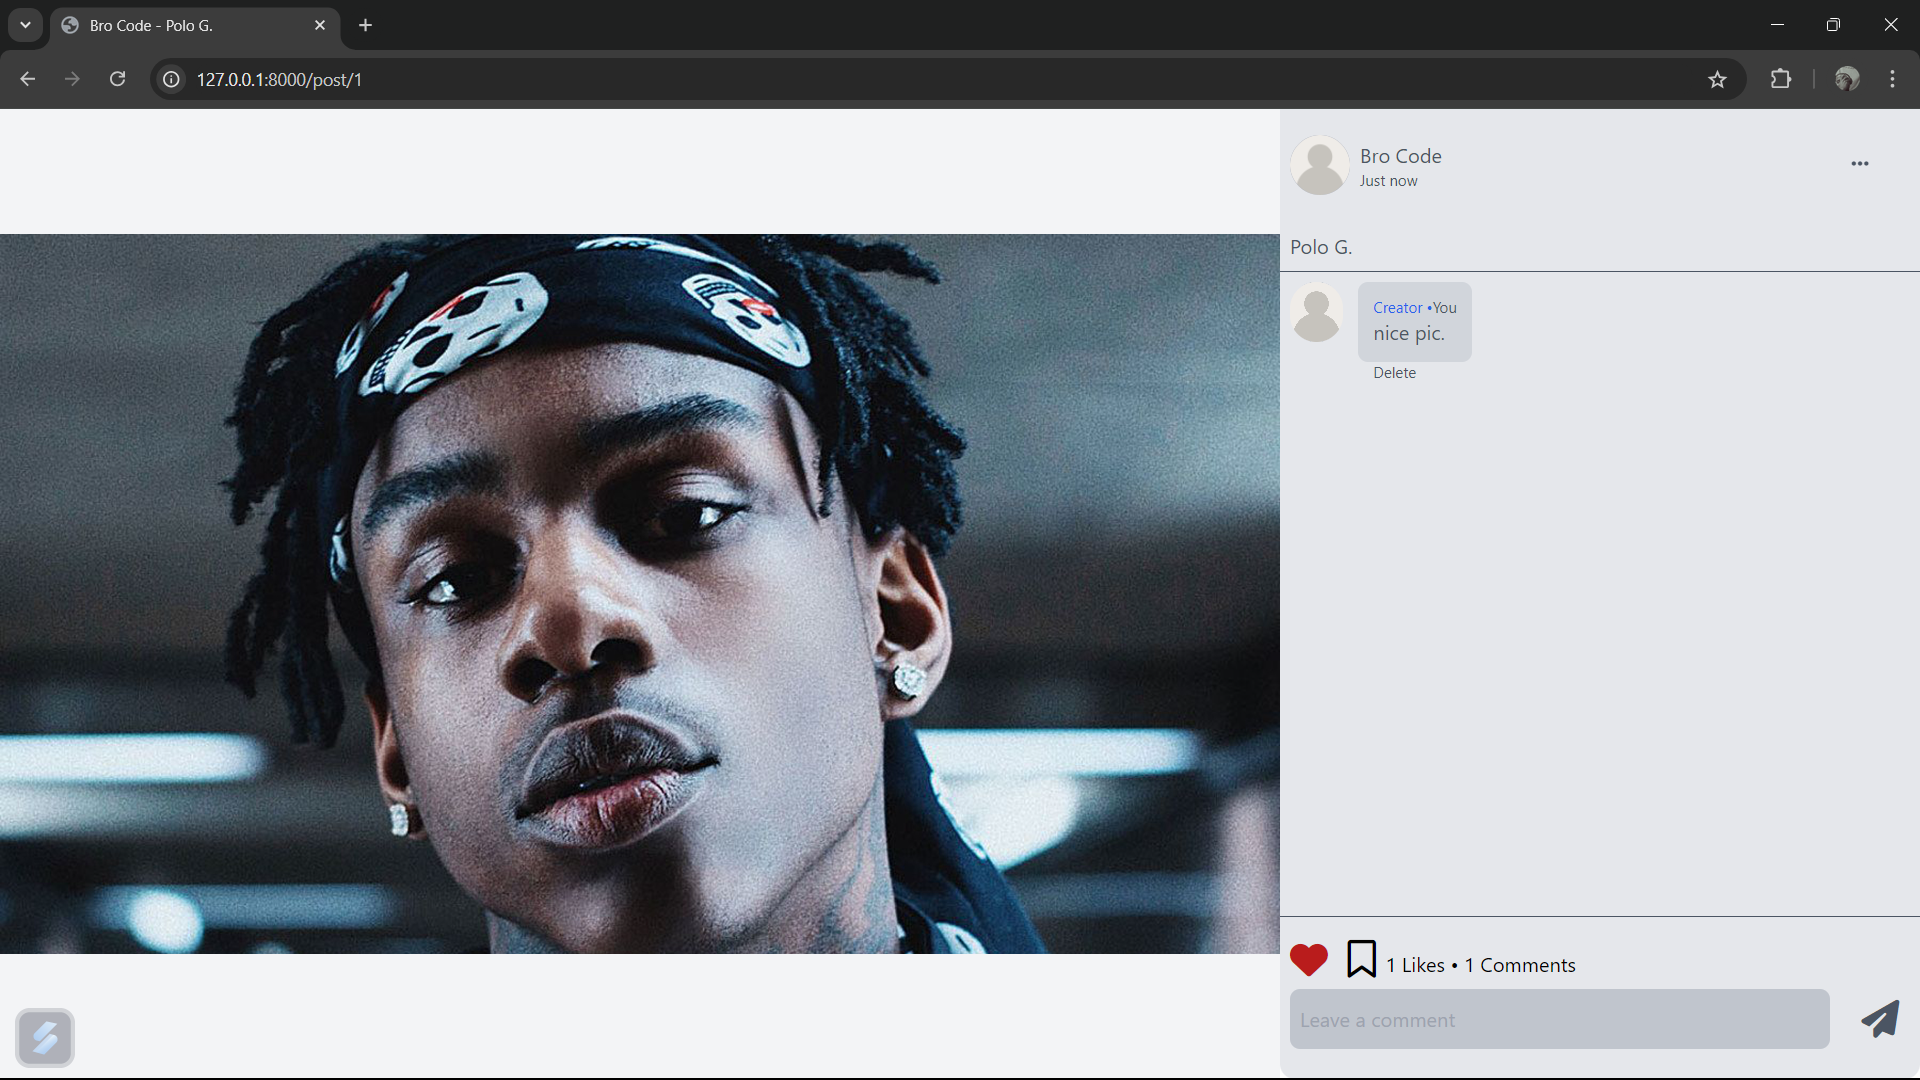 Bro Code - Polo G.
127.0.0.1:8000/post/1
Bro Code
Just now
Polo G.
Creator •You
nice pic.
Delete
1 Likes • 1 Comments
Leave a comment